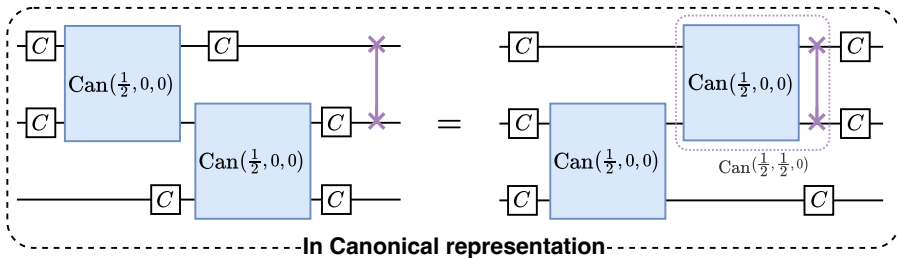 C C C
Can(1/2, 0, 0) Can(1/2, 0, 0)
C C C = C C
Can(1/2, 0, 0) Can(1/2, 0, 0)
Can(1/2, 1/2, 0)
C C C C
In Canonical representation